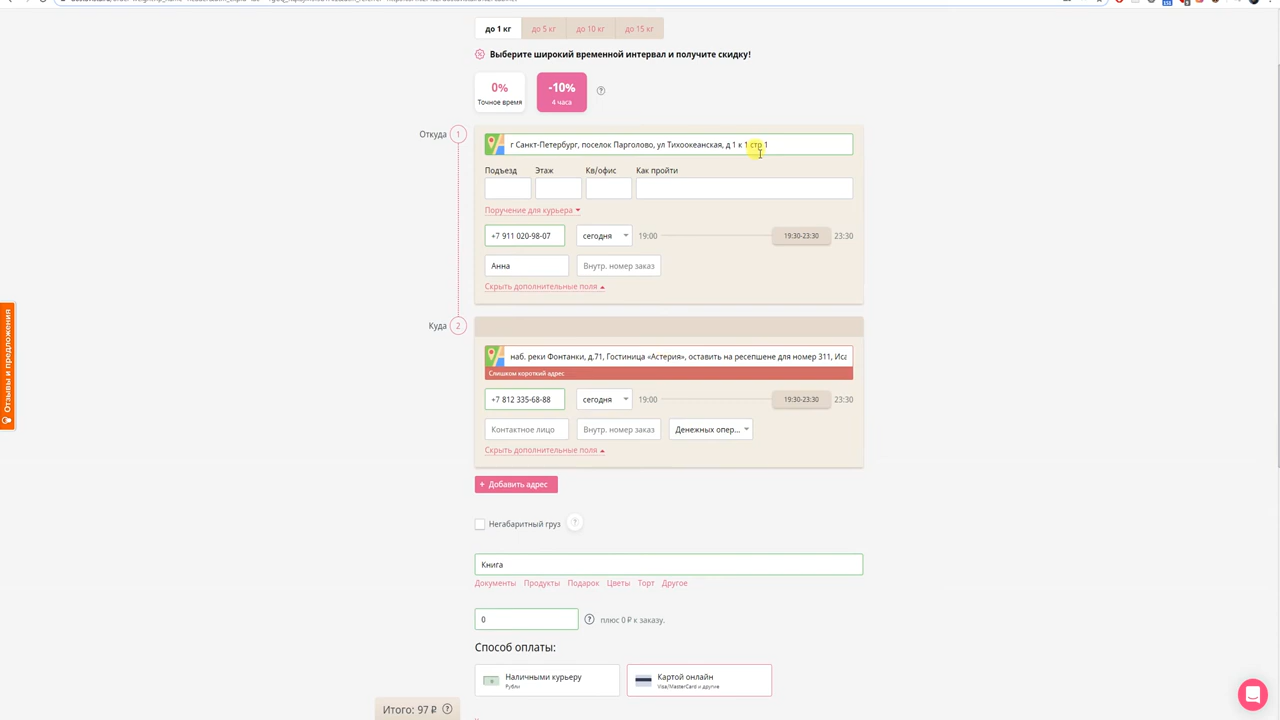 до 1 кг
до 5 кг
до 10 кг
до 15 кг
Выберите широкий временной интервал и получите скидку!
0%
Точное время
-10%
4 часа
?
Откуда 1
г Санкт-Петербург, поселок Парголово, ул Тихоокеанская, д 1 к 1 стр 1
Подъезд
Этаж
Кв/офис
Как пройти
Поручение для курьера
+7 911 020-98-07
сегодня
19:00
19:30-23:30
23:30
Анна
Внутр. номер заказ
Скрыть дополнительные поля
Куда 2
наб. реки Фонтанки, д.71, Гостиница «Астерия», оставить на ресепшене для номер 311, Иса
Слишком короткий адрес
+7 812 335-68-88
сегодня
19:00
19:30-23:30
23:30
Контактное лицо
Внутр. номер заказ
Денежных опер...
Скрыть дополнительные поля
+ Добавить адрес
Негабаритный груз
?
Книга
Документы Продукты Подарок Цветы Торт Другое
0
?
плюс 0 ₽ к заказу.
Способ оплаты:
Наличными курьеру
Рубли
Картой онлайн
Visa/MasterCard и другие
Итого: 97 ₽ ?
Отзывы и предложения